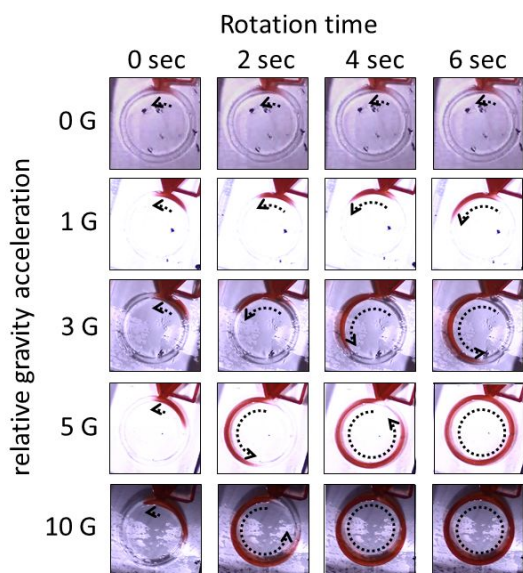 Rotation time
0 sec 2 sec 4 sec 6 sec
relative gravity acceleration
0 G
1 G
3 G
5 G
10 G